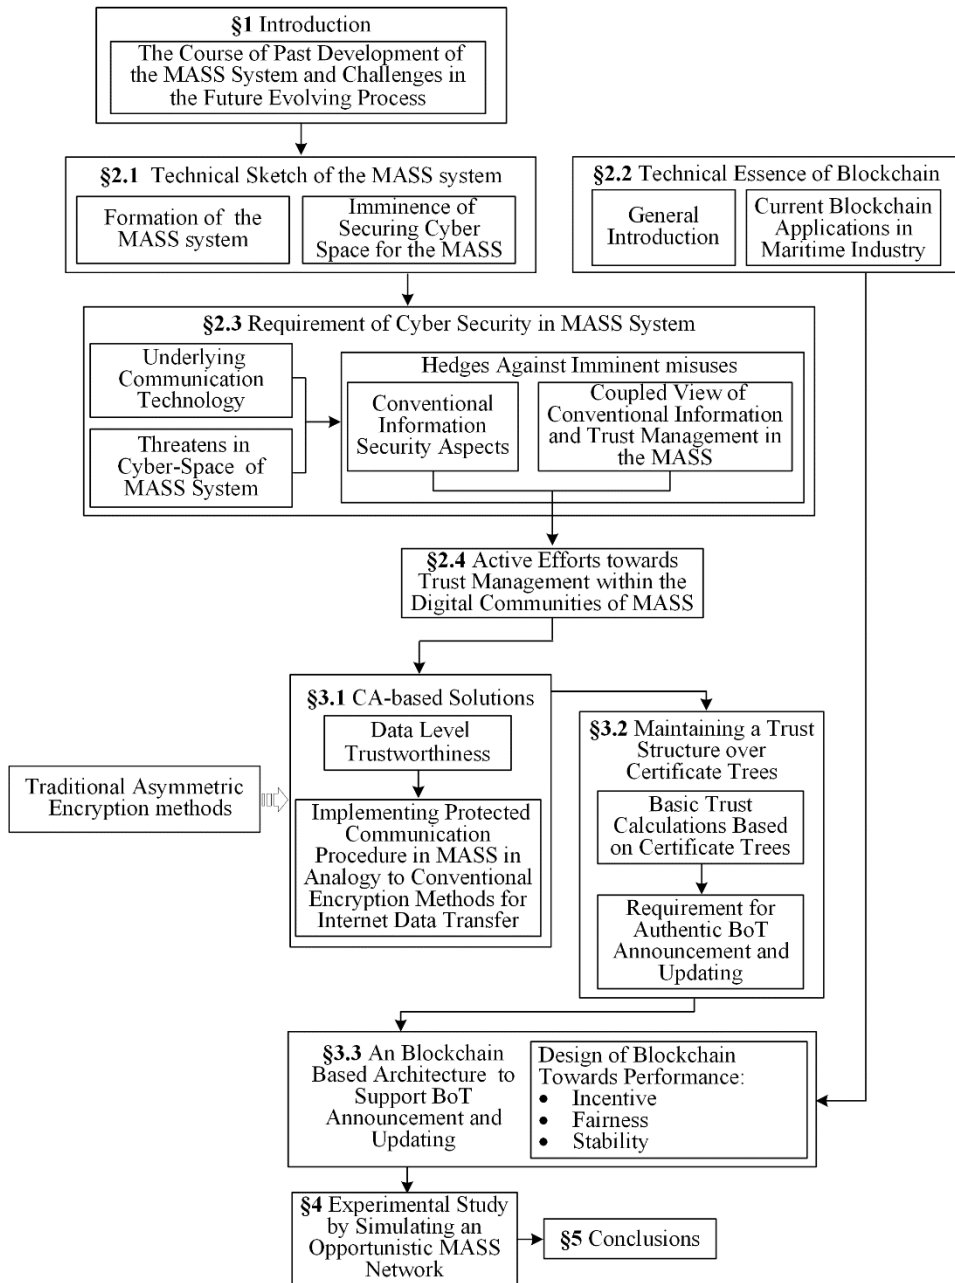 §1 Introduction
The Course of Past Development of
the MASS System and Challenges in
the Future Evolving Process
§2.1 Technical Sketch of the MASS system
Formation of the
MASS system
Imminence of
Securing Cyber
Space for the MASS
§2.2 Technical Essence of Blockchain
General
Introduction
Current Blockchain
Applications in
Maritime Industry
§2.3 Requirement of Cyber Security in MASS System
Underlying
Communication
Technology
Threatens in
Cyber-Space of
MASS System
Hedges Against Imminent misuses
Conventional
Information
Security Aspects
Coupled View of
Conventional Information
and Trust Management in
the MASS
§2.4 Active Efforts towards
Trust Management within the
Digital Communities of MASS
§3.1 CA-based Solutions
Data Level
Trustworthiness
Implementing Protected
Communication
Procedure in MASS in
Analogy to Conventional
Encryption Methods for
Internet Data Transfer
Traditional Asymmetric
Encryption methods
§3.2 Maintaining a Trust
Structure over
Certificate Trees
Basic Trust
Calculations Based
on Certificate Trees
Requirement for
Authentic BoT
Announcement and
Updating
§3.3 An Blockchain
Based Architecture to
Support BoT
Announcement and
Updating
Design of Blockchain
Towards Performance:
• Incentive
• Fairness
• Stability
§4 Experimental Study
by Simulating an
Opportunistic MASS
Network
§5 Conclusions